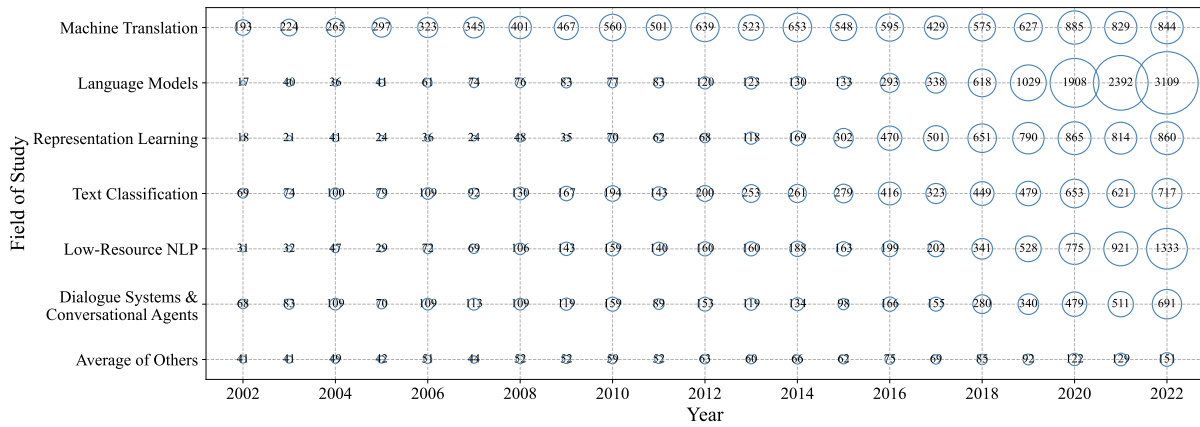 Field of Study
Machine Translation 193 224 265 297 323 345 401 467 560 501 639 523 653 548 595 429 575 627 885 829 844
Language Models 17 40 36 41 61 74 76 83 77 83 120 123 130 133 293 338 618 1029 1908 2392 3109
Representation Learning 18 21 41 24 36 24 48 35 70 62 68 118 169 302 470 501 651 790 865 814 860
Text Classification 69 74 100 79 109 92 130 167 194 143 200 253 261 279 416 323 449 479 653 621 717
Low-Resource NLP 31 32 47 29 72 69 106 143 159 140 160 160 188 163 199 202 341 528 775 921 1333
Dialogue Systems &
Conversational Agents 68 83 109 70 109 113 109 119 159 89 153 119 134 98 166 155 280 340 479 511 691
Average of Others 41 41 49 42 51 44 52 52 59 52 63 60 66 62 75 69 85 92 122 129 151
2002 2004 2006 2008 2010 2012 2014 2016 2018 2020 2022
Year